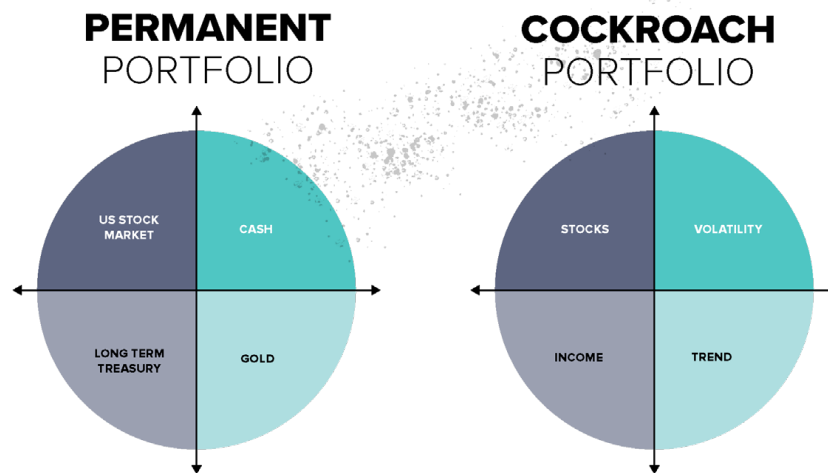 PERMANENT
PORTFOLIO
US STOCK
MARKET
CASH
LONG TERM
TREASURY
GOLD
COCKROACH
PORTFOLIO
STOCKS
VOLATILITY
INCOME
TREND